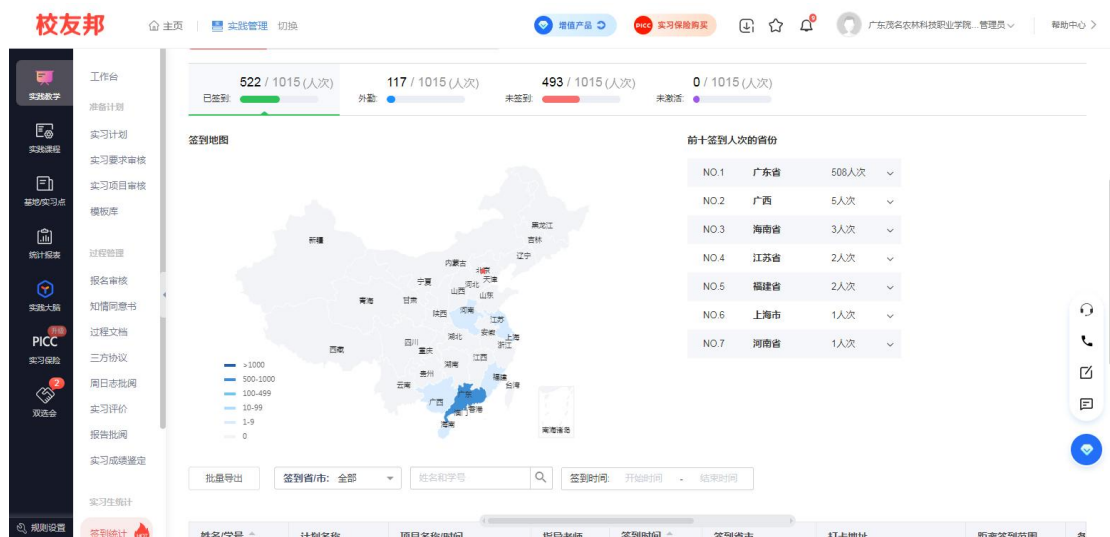 校友邦 主页 实践管理 切换 增值产品 PICC 实习保险购买 广东茂名农林科技职业学院...管理员 帮助中心
实践教学
实践课程
基地/实习点
统计报表
实践大脑
升级
PICC
实习保险
2
双选会
规则设置
工作台
准备计划
实习计划
实习要求审核
实习项目审核
模板库
过程管理
报名审核
知情同意书
过程文档
三方协议
周日志批阅
实习评价
报告批阅
实习成绩鉴定
实习生统计
签到统计
522 / 1015 (人次) 117 / 1015 (人次) 493 / 1015 (人次) 0 / 1015 (人次)
已签到: 外勤: 未签到: 未激活:
签到地图
黑龙江
新疆 吉林
辽宁
内蒙古 北京
宁夏 河北 天津
山西 山东
青海 甘肃
陕西 河南 江苏
西藏 四川 湖北 安徽 上海
重庆 浙江
湖南 江西
贵州 福建
云南 台湾
广西 广东
澳门 香港
海南 南海诸岛
>1000
500-1000
100-499
10-99
1-9
0
前十签到人次的省份
NO.1 广东省 508人次
NO.2 广西 5人次
NO.3 海南省 3人次
NO.4 江苏省 2人次
NO.5 福建省 2人次
NO.6 上海市 1人次
NO.7 河南省 1人次
批量导出 签到省/市: 全部 姓名和学号 签到时间: 开始时间 - 结束时间
姓名/学号 计划名称 项目名称/时间 指导老师 签到时间 签到省市 打卡地址 距离签到范围